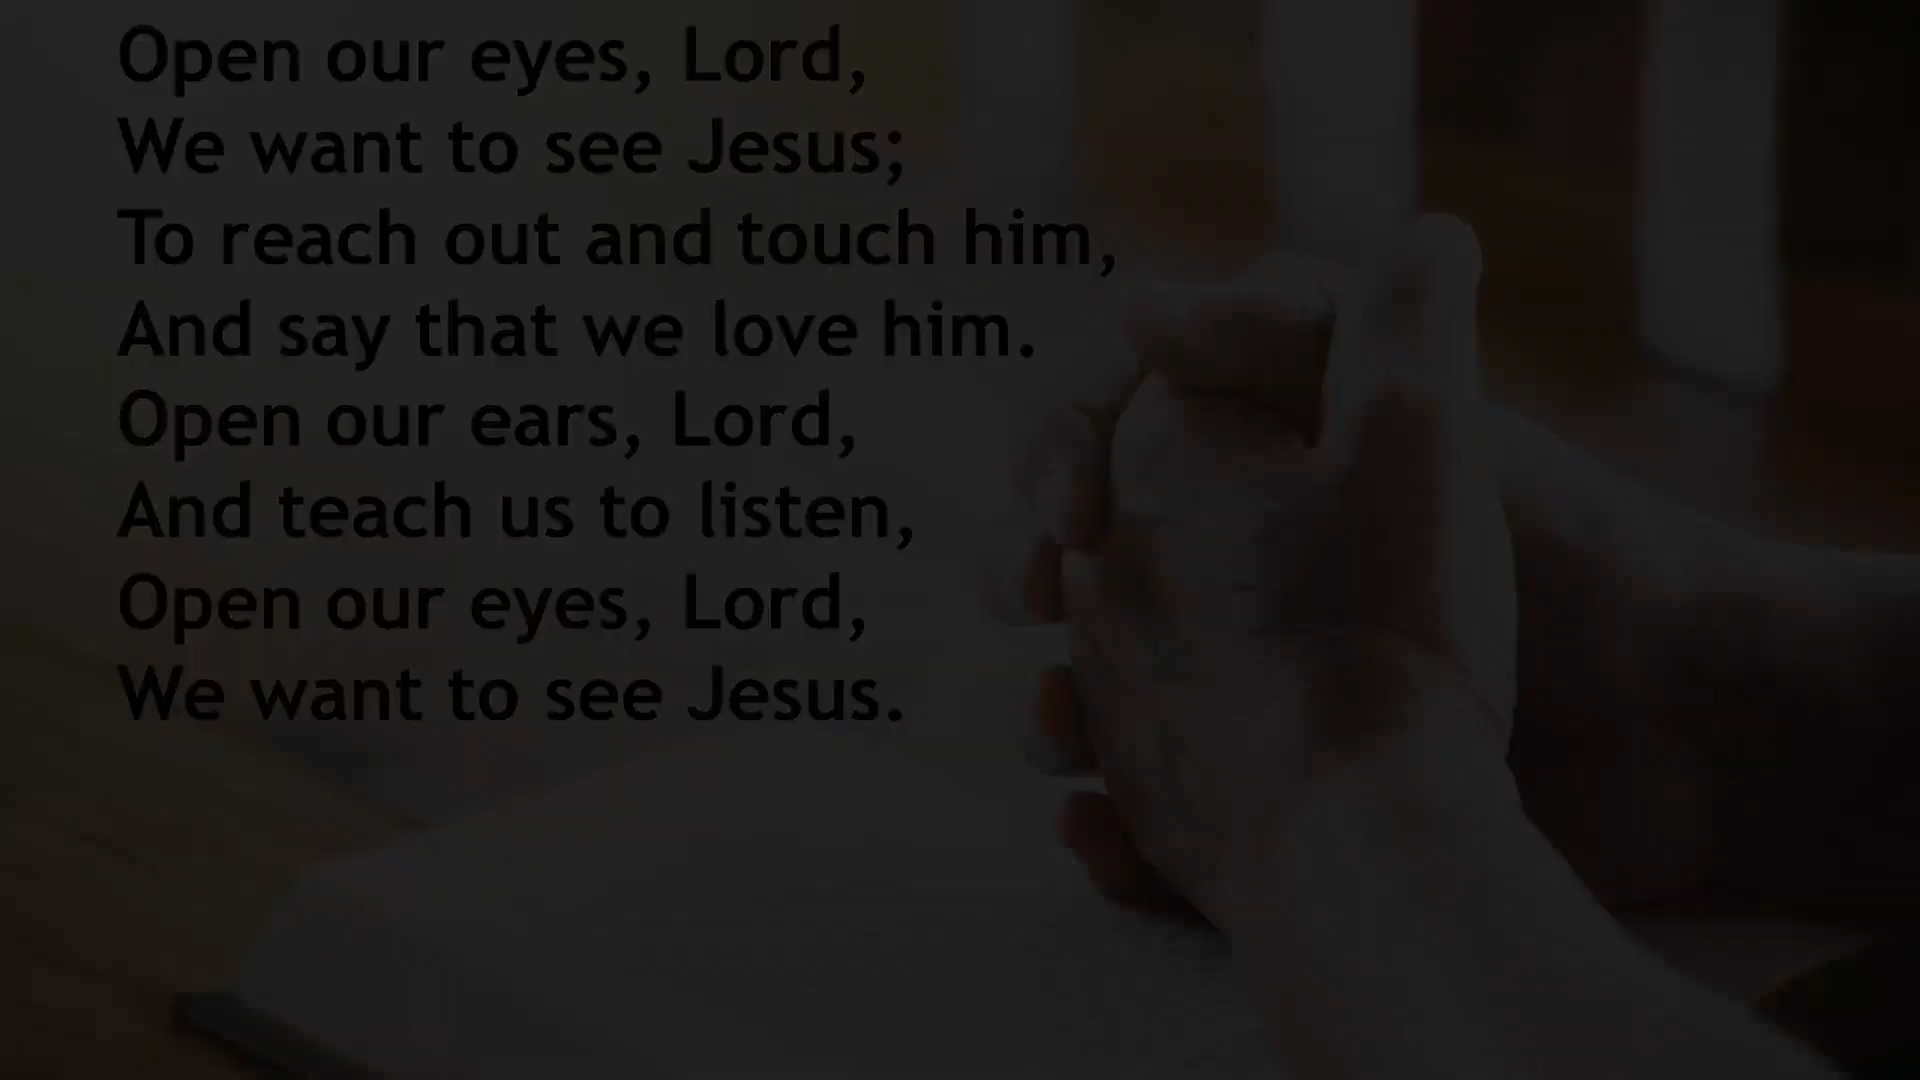 Open our eyes, Lord,
We want to see Jesus;
To reach out and touch him,
And say that we love him.
Open our ears, Lord,
And teach us to listen,
Open our eyes, Lord,
We want to see Jesus.